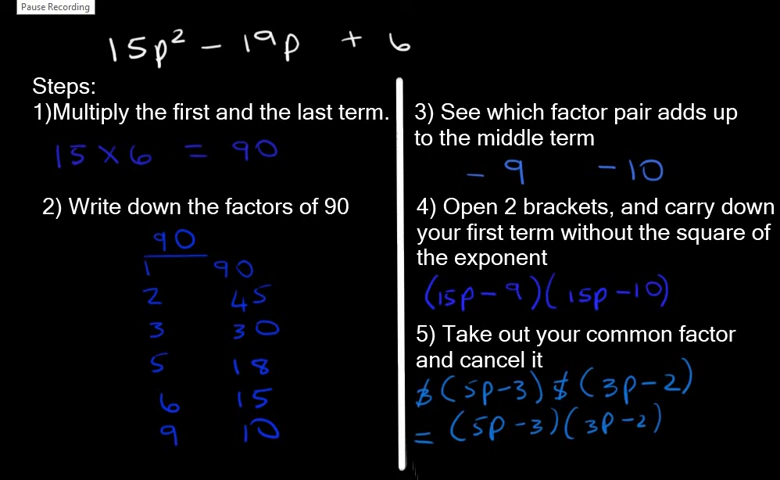 Pause Recording
15p² - 19p + 6
Steps:
1)Multiply the first and the last term.
15 × 6 = 90
2) Write down the factors of 90
90
1 90
2 45
3 30
5 18
6 15
9 10
3) See which factor pair adds up
to the middle term
- 9 - 10
4) Open 2 brackets, and carry down
your first term without the square of
the exponent
(15p - 9)(15p - 10)
5) Take out your common factor
and cancel it
3(5p - 3) 5(3p - 2)
= (5p - 3)(3p - 2)